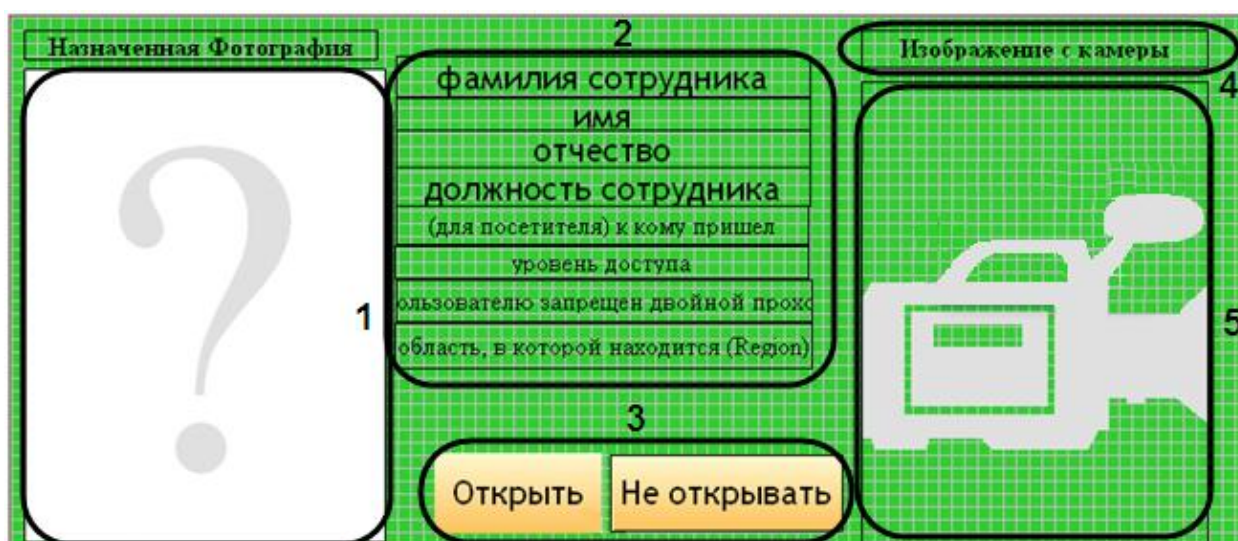 Назначенная Фотография
2
Изображение с камеры
4
фамилия сотрудника
имя
отчество
должность сотрудника
(для посетителя) к кому пришел
уровень доступа
ользователю запрещен двойной прохо
область, в которой находится (Region)
1
5
3
Открыть
Не открывать
?